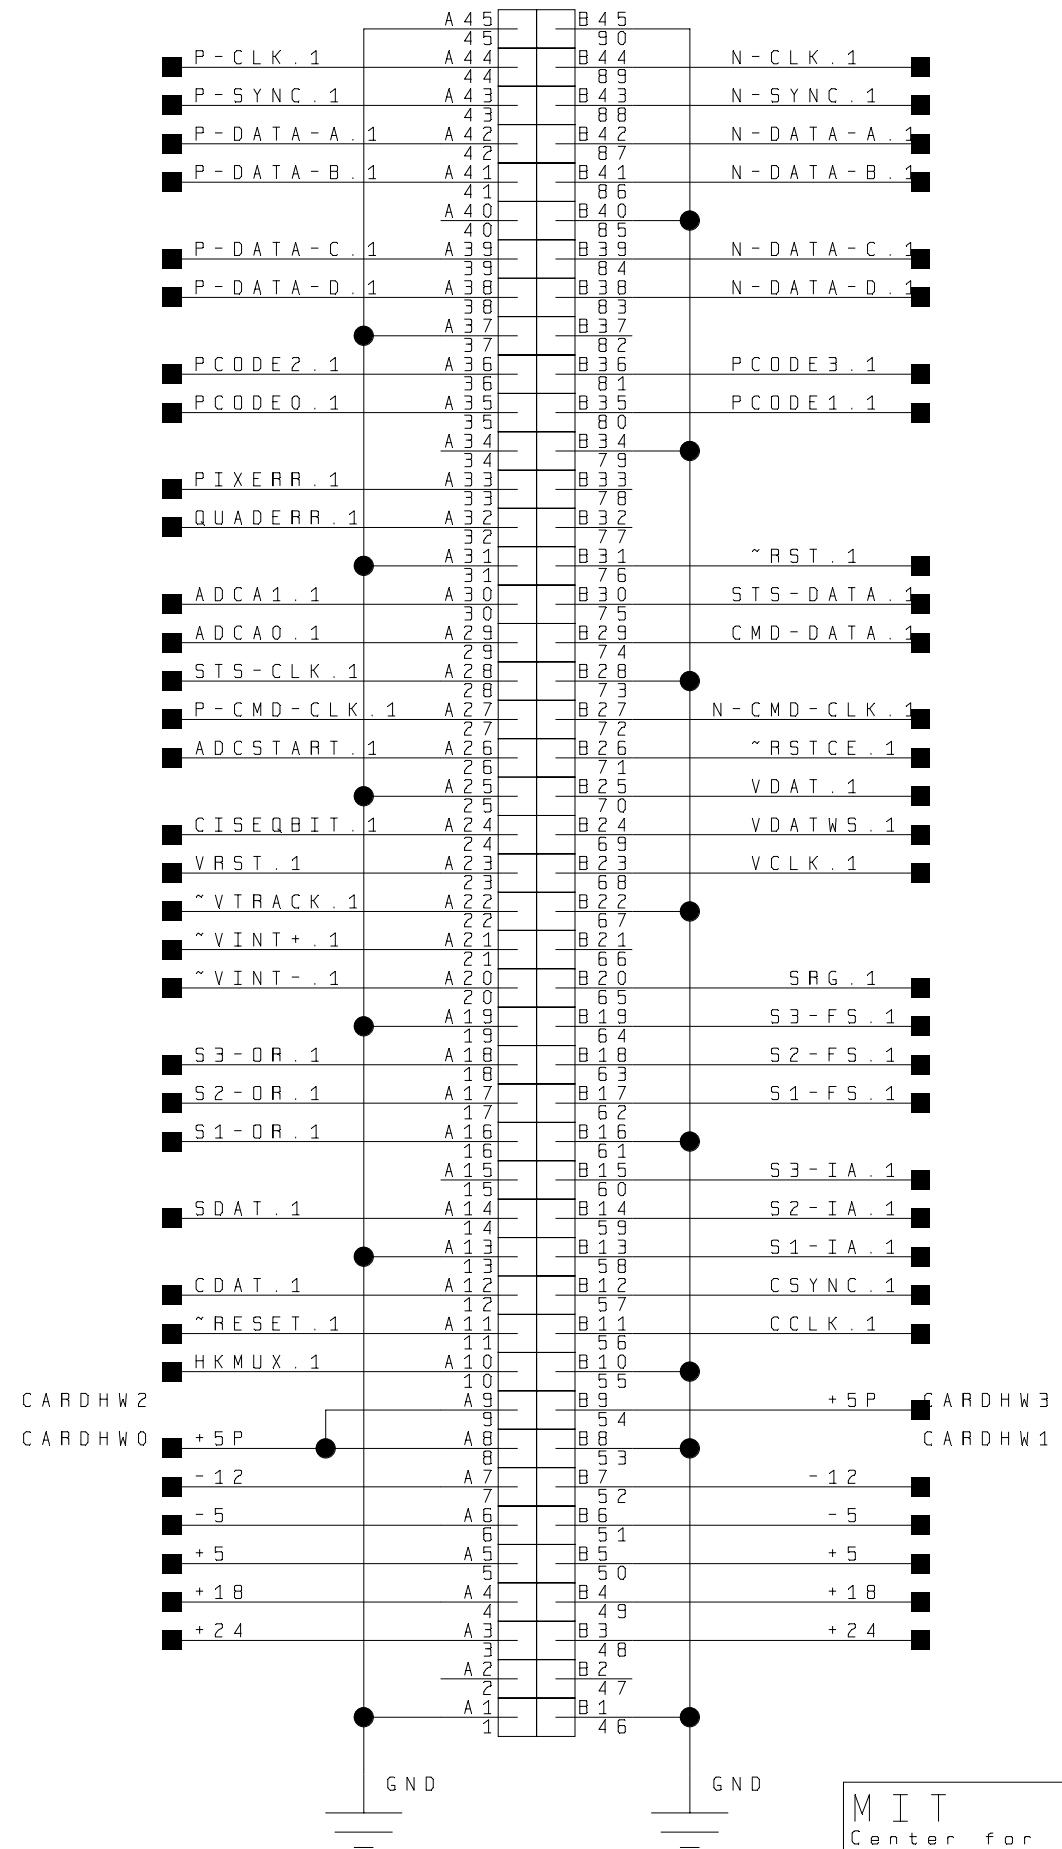 A45 B45
45 90
P-CLK.1 A44 B44 N-CLK.1
44 89
P-SYNC.1 A43 B43 N-SYNC.1
43 88
P-DATA-A.1 A42 B42 N-DATA-A.1
42 87
P-DATA-B.1 A41 B41 N-DATA-B.1
41 86
A40 B40
40 85
P-DATA-C.1 A39 B39 N-DATA-C.1
39 84
P-DATA-D.1 A38 B38 N-DATA-D.1
38 83
A37 B37
37 82
PCODE2.1 A36 B36 PCODE3.1
36 81
PCODE0.1 A35 B35 PCODE1.1
35 80
A34 B34
34 79
PIXERR.1 A33 B33
33 78
QUADERR.1 A32 B32
32 77
A31 B31 ~RST.1
31 76
ADCA1.1 A30 B30 STS-DATA.1
30 75
ADCA0.1 A29 B29 CMD-DATA.1
29 74
STS-CLK.1 A28 B28
28 73
P-CMD-CLK.1 A27 B27 N-CMD-CLK.1
27 72
ADCSTART.1 A26 B26 ~RSTCE.1
26 71
A25 B25 VDAT.1
25 70
CISEQBIT.1 A24 B24 VDATWS.1
24 69
VRST.1 A23 B23 VCLK.1
23 68
~VTRACK.1 A22 B22
22 67
~VINT+.1 A21 B21
21 66
~VINT-.1 A20 B20 SRG.1
20 65
A19 B19 S3-FS.1
19 64
S3-OR.1 A18 B18 S2-FS.1
18 63
S2-OR.1 A17 B17 S1-FS.1
17 62
S1-OR.1 A16 B16
16 61
A15 B15 S3-IA.1
15 60
SDAT.1 A14 B14 S2-IA.1
14 59
A13 B13 S1-IA.1
13 58
CDAT.1 A12 B12 CSYNC.1
12 57
~RESET.1 A11 B11 CCLK.1
11 56
HKMUX.1 A10 B10
10 55
CARDHW2 A9 B9 +5P CARDHW3
9 54
CARDHW0 +5P A8 B8 CARDHW1
8 53
-12 A7 B7 -12
7 52
-5 A6 B6 -5
6 51
+5 A5 B5 +5
5 50
+18 A4 B4 +18
4 49
+24 A3 B3 +24
3 48
A2 B2
2 47
A1 B1
1 46
GND GND
MIT
Center for